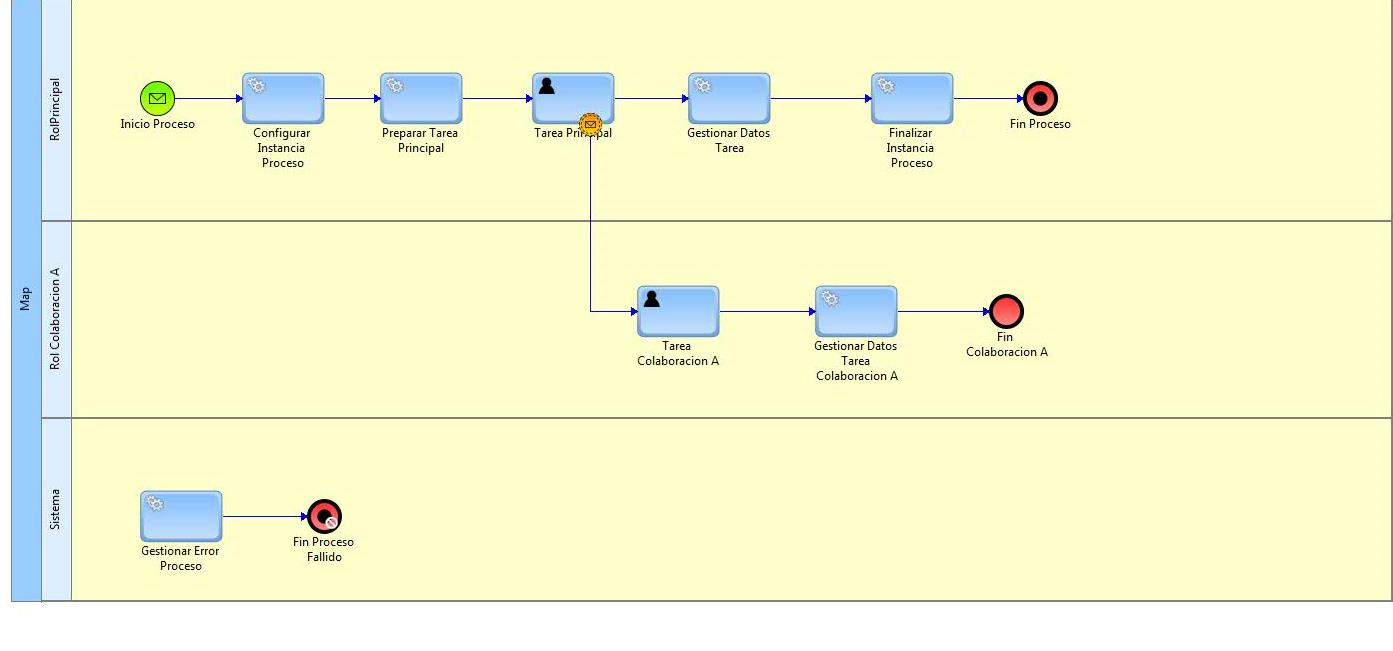 Map
RolPrincipal
Inicio Proceso
Configurar
Instancia
Proceso
Preparar Tarea
Principal
Tarea Principal
Gestionar Datos
Tarea
Finalizar
Instancia
Proceso
Fin Proceso
Rol Colaboracion A
Tarea
Colaboracion A
Gestionar Datos
Tarea
Colaboracion A
Fin
Colaboracion A
Sistema
Gestionar Error
Proceso
Fin Proceso
Fallido